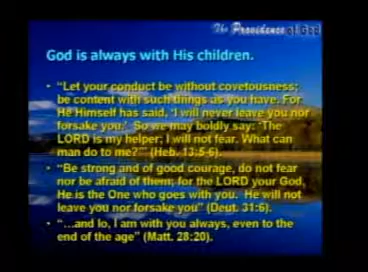 The Providence of God
God is always with His children.
• "Let your conduct be without covetousness;
be content with such things as you have. For
He Himself has said, 'I will never leave you nor
forsake you.' So we may boldly say: 'The
LORD is my helper; I will not fear. What can
man do to me?'" (Heb. 13:5-6).
• "Be strong and of good courage, do not fear
nor be afraid of them; for the LORD your God,
He is the One who goes with you. He will not
leave you nor forsake you" (Deut. 31:6).
• "...and lo, I am with you always, even to the
end of the age" (Matt. 28:20).